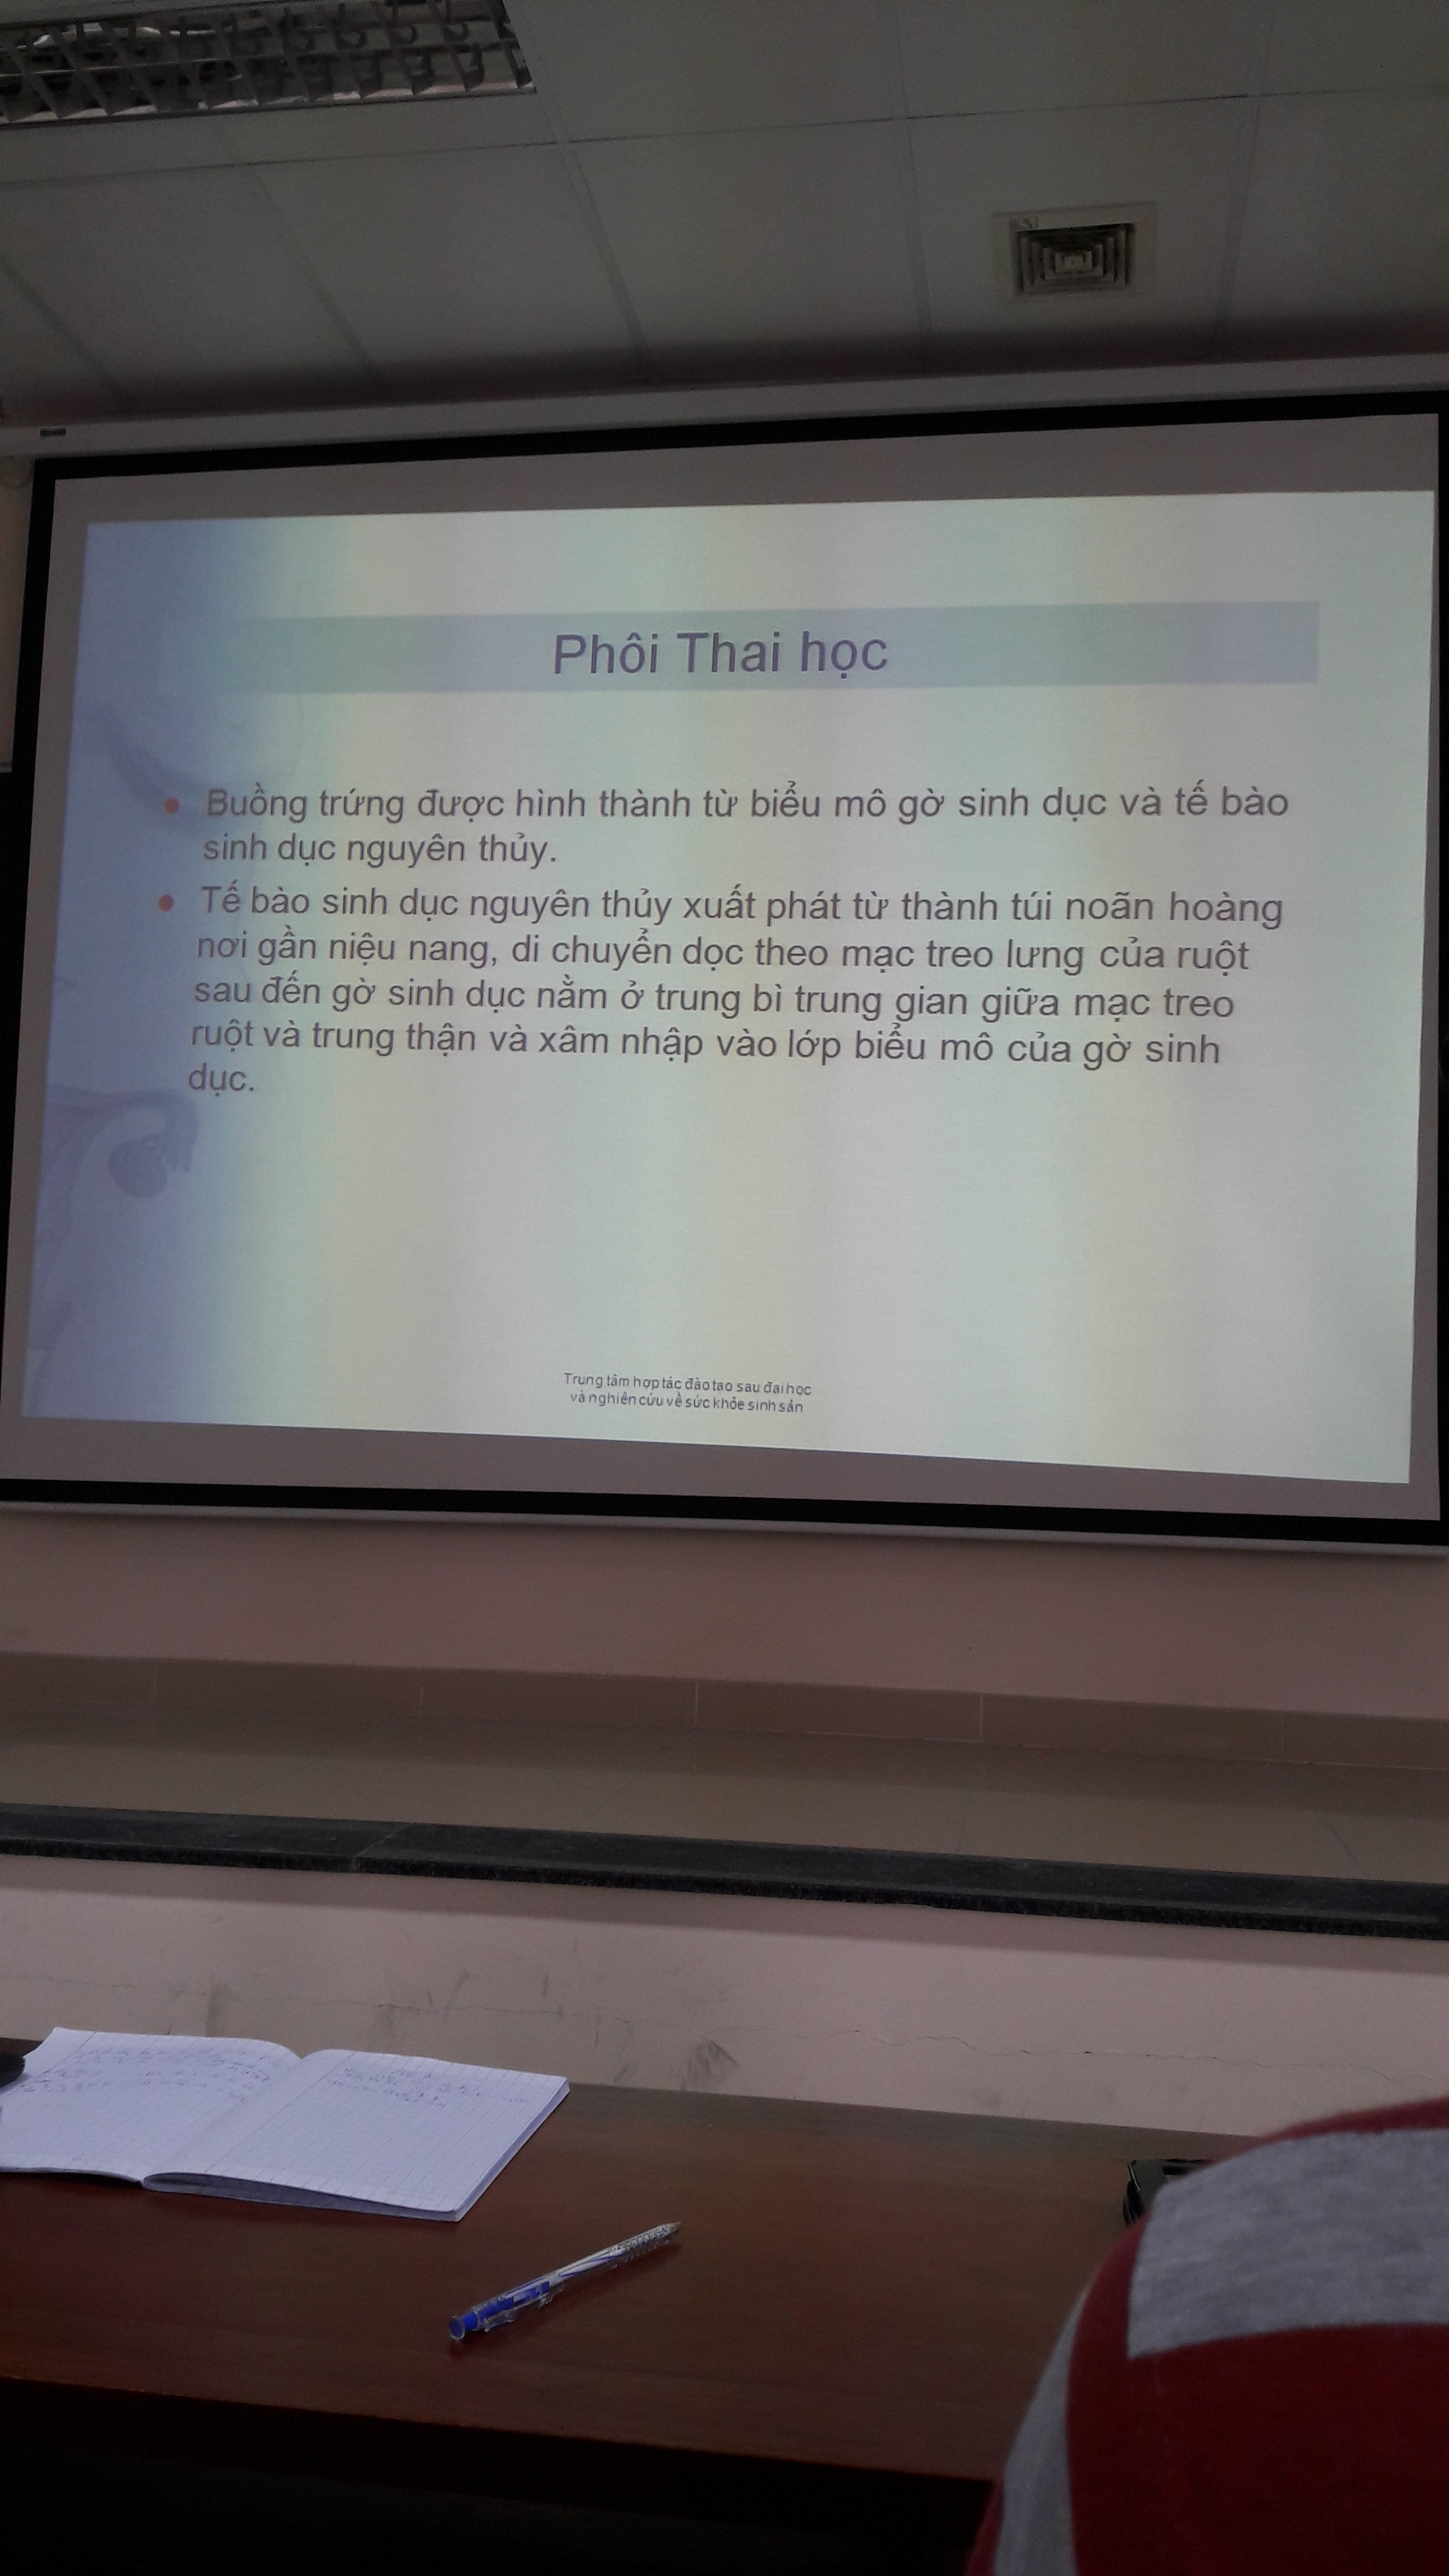 Phôi Thai học
Buồng trứng được hình thành từ biểu mô gờ sinh dục và tế bào
sinh dục nguyên thủy.
Tế bào sinh dục nguyên thủy xuất phát từ thành túi noãn hoàng
nơi gần niệu nang, di chuyển dọc theo mạc treo lưng của ruột
sau đến gờ sinh dục nằm ở trung bì trung gian giữa mạc treo
ruột và trung thận và xâm nhập vào lớp biểu mô của gờ sinh
dục.
Trung tâm hợp tác đào tạo sau đại học
và nghiên cứu về sức khỏe sinh sản